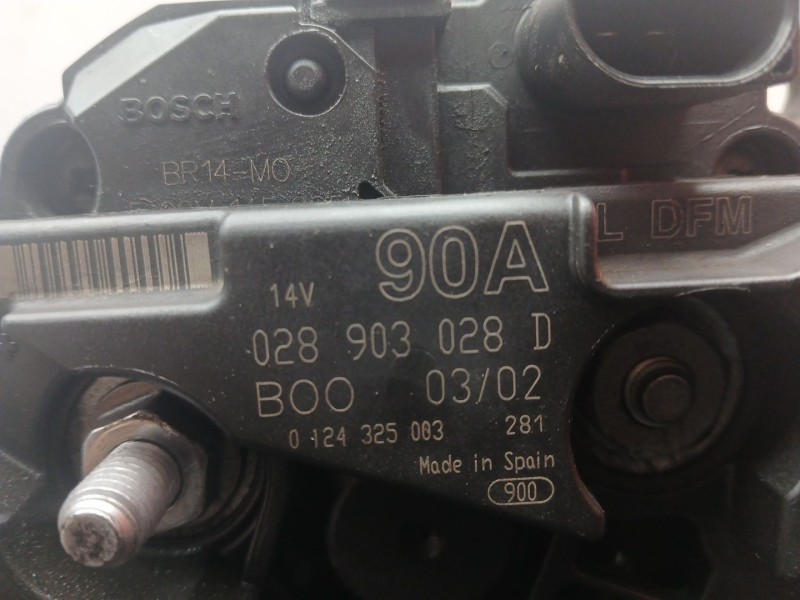 BOSCH
BR14-M0
L DFM
90A
14V
028 903 028 D
BOO 03/02
0 124 325 003 281
Made in Spain
900